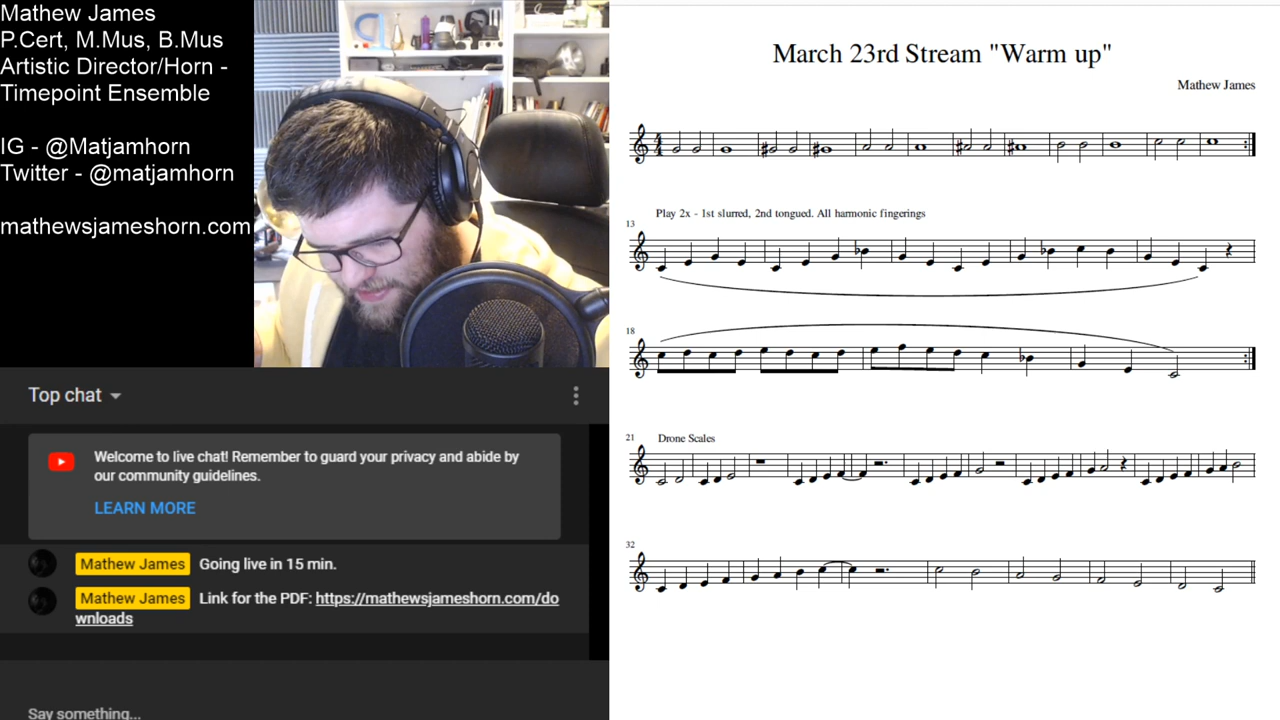 Mathew James
P.Cert, M.Mus, B.Mus
Artistic Director/Horn -
Timepoint Ensemble
IG - @Matjamhorn
Twitter - @matjamhorn
mathewsjameshorn.com
Top chat
Welcome to live chat! Remember to guard your privacy and abide by
our community guidelines.
LEARN MORE
Mathew James Going live in 15 min.
Mathew James Link for the PDF: https://mathewsjameshorn.com/do
wnloads
Say something...
March 23rd Stream "Warm up"
Mathew James
4
4
Play 2x - 1st slurred, 2nd tongued. All harmonic fingerings
13
18
21
Drone Scales
32